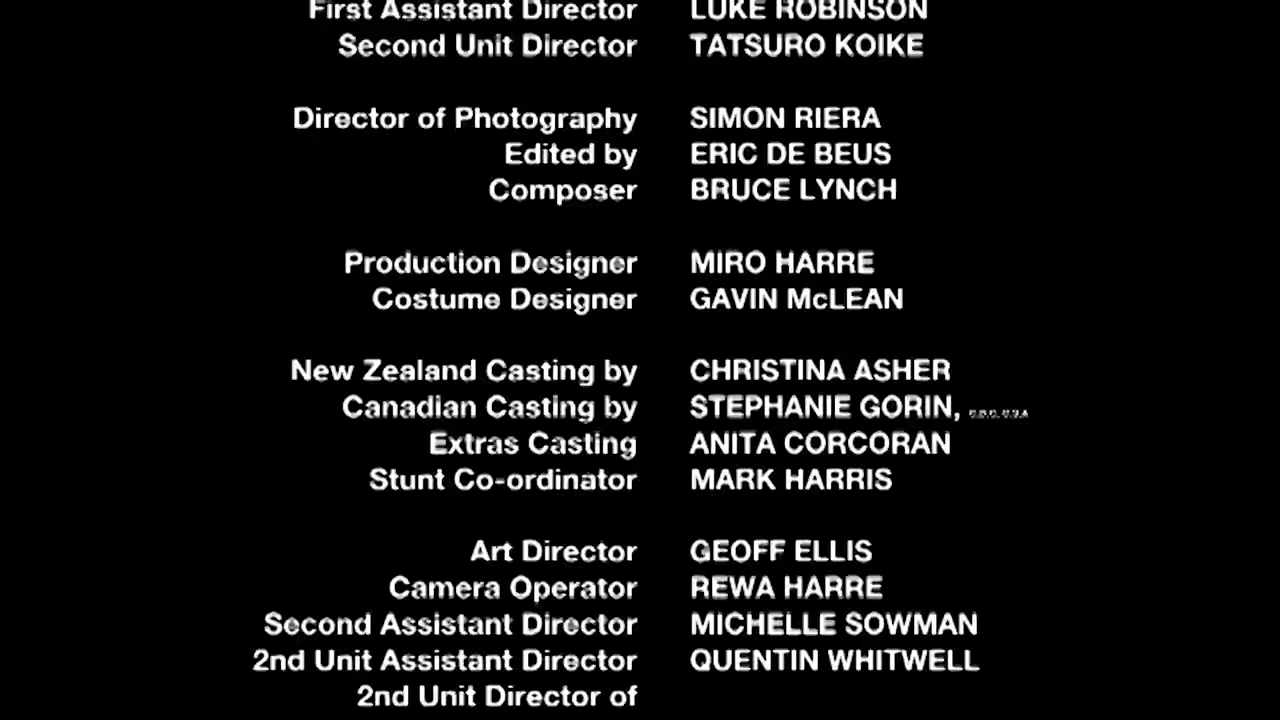 First Assistant Director LUKE ROBINSON
Second Unit Director TATSURO KOIKE
Director of Photography SIMON RIERA
Edited by ERIC DE BEUS
Composer BRUCE LYNCH
Production Designer MIRO HARRE
Costume Designer GAVIN McLEAN
New Zealand Casting by CHRISTINA ASHER
Canadian Casting by STEPHANIE GORIN,
Extras Casting ANITA CORCORAN
Stunt Co-ordinator MARK HARRIS
Art Director GEOFF ELLIS
Camera Operator REWA HARRE
Second Assistant Director MICHELLE SOWMAN
2nd Unit Assistant Director QUENTIN WHITWELL
2nd Unit Director of